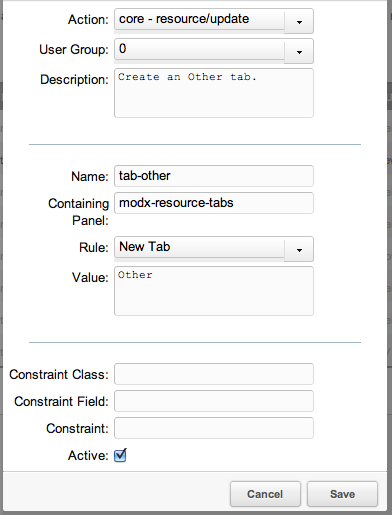 Action: core - resource/update
User Group: 0
Description: Create an Other tab.
Name: tab-other
Containing Panel: modx-resource-tabs
Rule: New Tab
Value: Other
Constraint Class:
Constraint Field:
Constraint:
Active:
Cancel Save